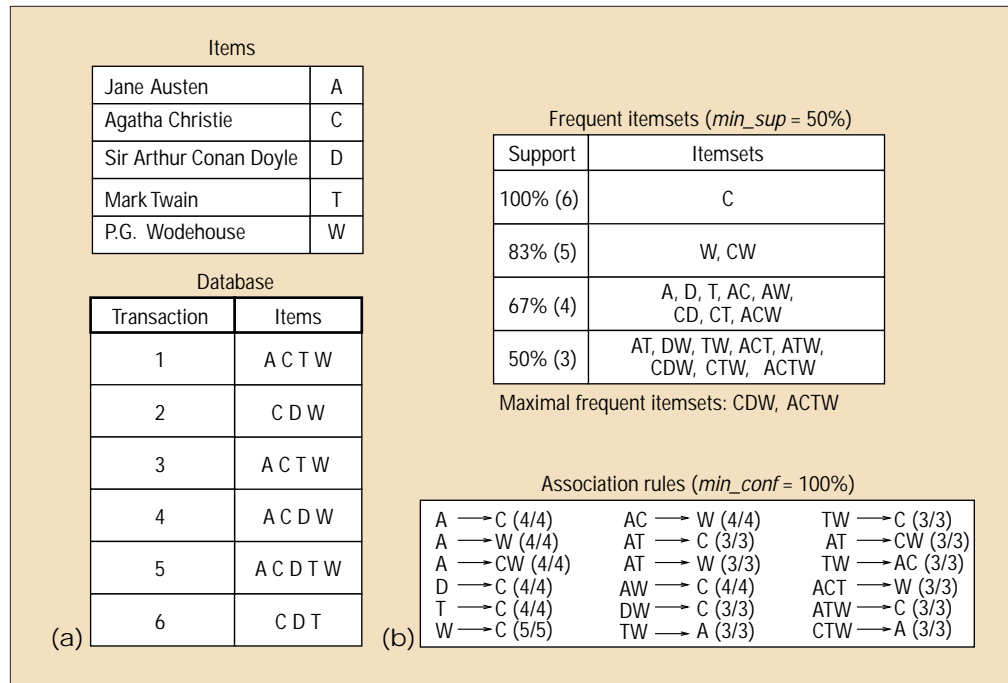 Items
Jane Austen A
Agatha Christie C
Sir Arthur Conan Doyle D
Mark Twain T
P.G. Wodehouse W
Database
Transaction Items
1 A C T W
2 C D W
3 A C T W
4 A C D W
5 A C D T W
6 C D T
(a)
Frequent itemsets (min_sup = 50%)
Support Itemsets
100% (6) C
83% (5) W, CW
67% (4) A, D, T, AC, AW,
CD, CT, ACW
50% (3) AT, DW, TW, ACT, ATW,
CDW, CTW, ACTW
Maximal frequent itemsets: CDW, ACTW
Association rules (min_conf = 100%)
A → C (4/4) AC → W (4/4) TW → C (3/3)
A → W (4/4) AT → C (3/3) AT → CW (3/3)
A → CW (4/4) AT → W (3/3) TW → AC (3/3)
D → C (4/4) AW → C (4/4) ACT → W (3/3)
T → C (4/4) DW → C (3/3) ATW → C (3/3)
W → C (5/5) TW → A (3/3) CTW → A (3/3)
(b)